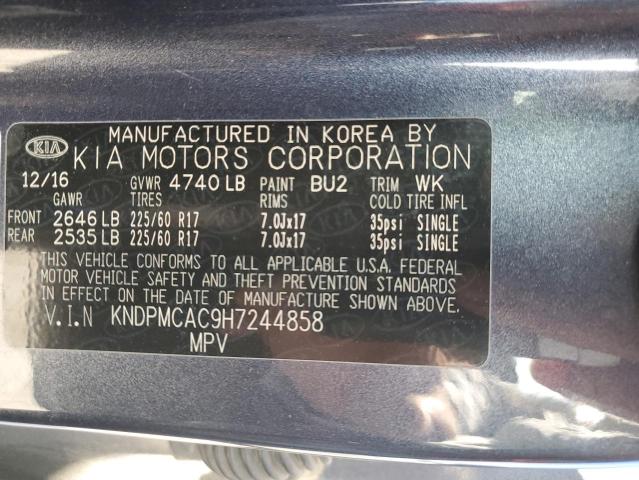 MANUFACTURED IN KOREA BY
KIA KIA MOTORS CORPORATION
12/16 GVWR 4740 LB PAINT BU2 TRIM WK
GAWR TIRES RIMS COLD TIRE INFL
FRONT 2646 LB 225/60 R17 7.0Jx17 35psi SINGLE
REAR 2535 LB 225/60 R17 7.0Jx17 35psi SINGLE
THIS VEHICLE CONFORMS TO ALL APPLICABLE U.S.A. FEDERAL
MOTOR VEHICLE SAFETY AND THEFT PREVENTION STANDARDS
IN EFFECT ON THE DATE OF MANUFACTURE SHOWN ABOVE.
V.I.N KNDPMCAC9H7244858
MPV